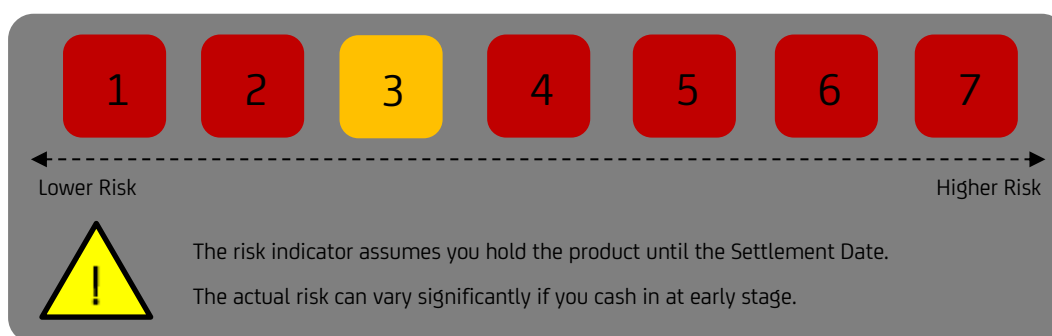 1 2 3 4 5 6 7
Lower Risk Higher Risk
!
The risk indicator assumes you hold the product until the Settlement Date.
The actual risk can vary significantly if you cash in at early stage.